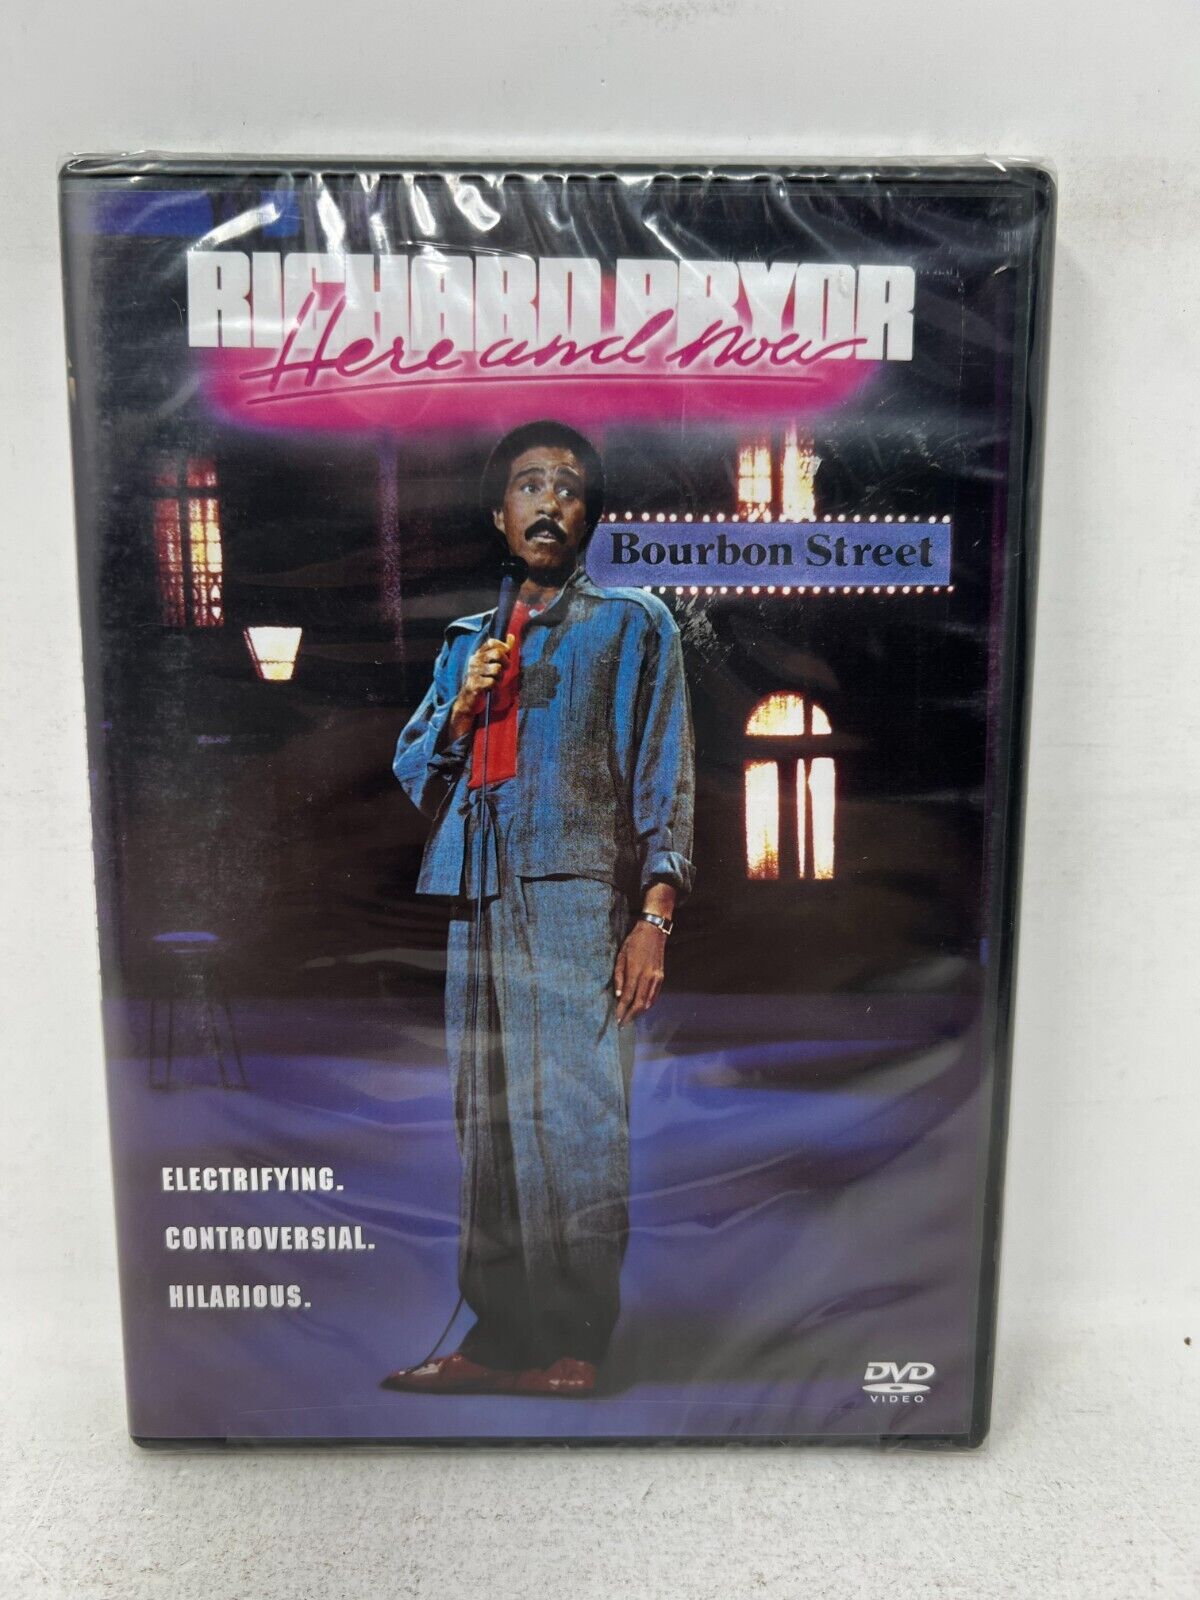 RICHARD PRYOR
Here and Now
Bourbon Street
ELECTRIFYING.
CONTROVERSIAL.
HILARIOUS.
DVD
VIDEO